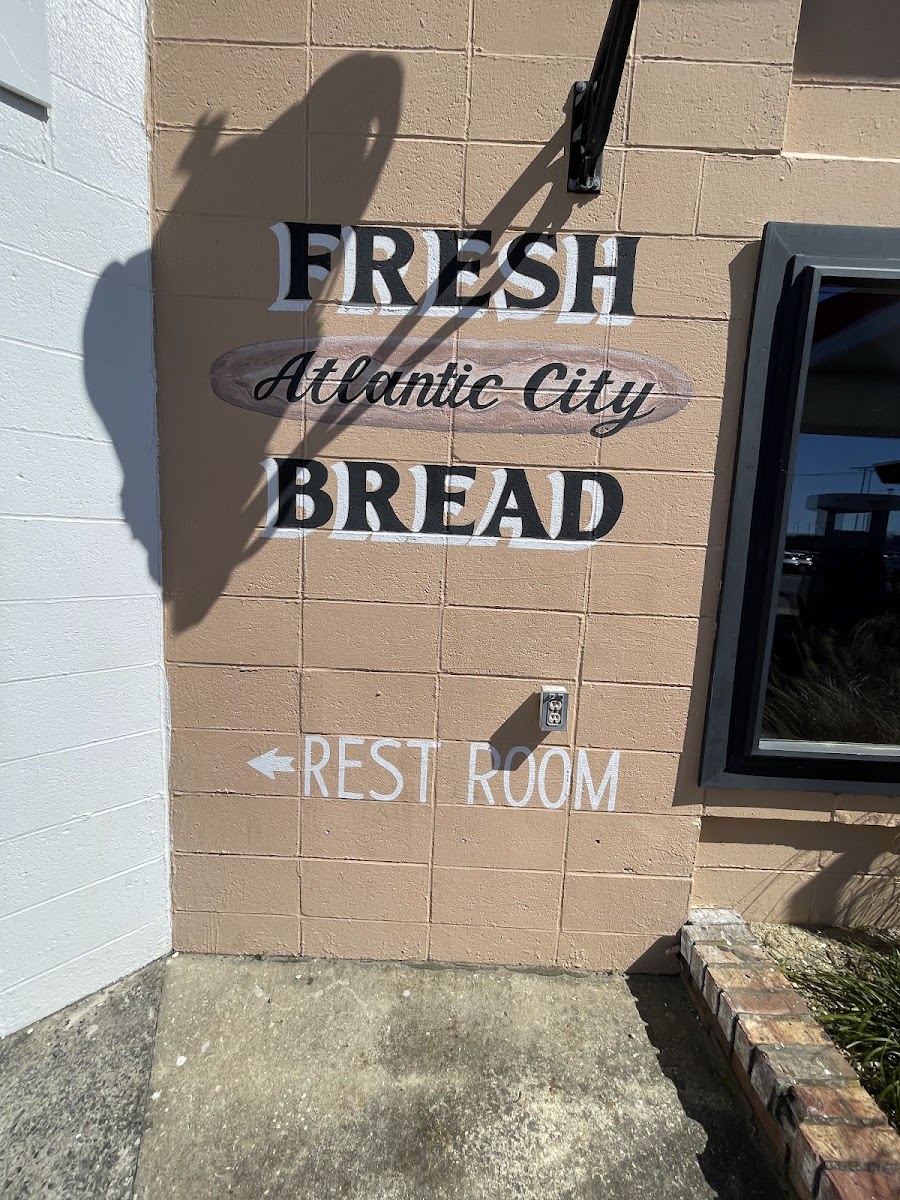 FRESH
Atlantic City
BREAD
← REST ROOM